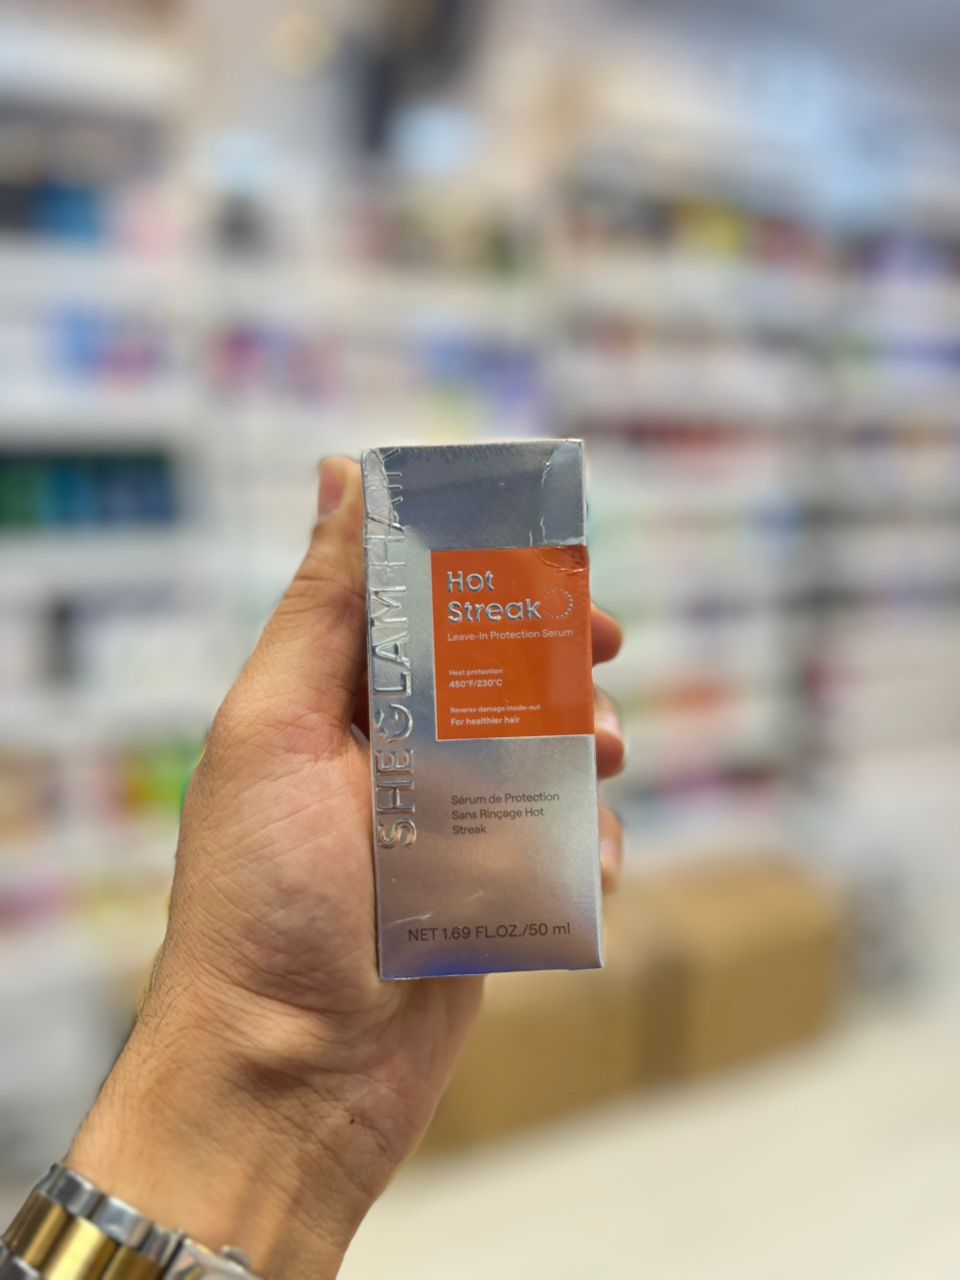 SHEGLAM HAIR
Hot
Streak
Leave-In Protection Serum
Heat protection
450°F/230°C
Reverse damage inside-out
For healthier hair
Sérum de Protection
Sans Rinçage Hot
Streak
NET 1.69 FL.OZ./50 ml